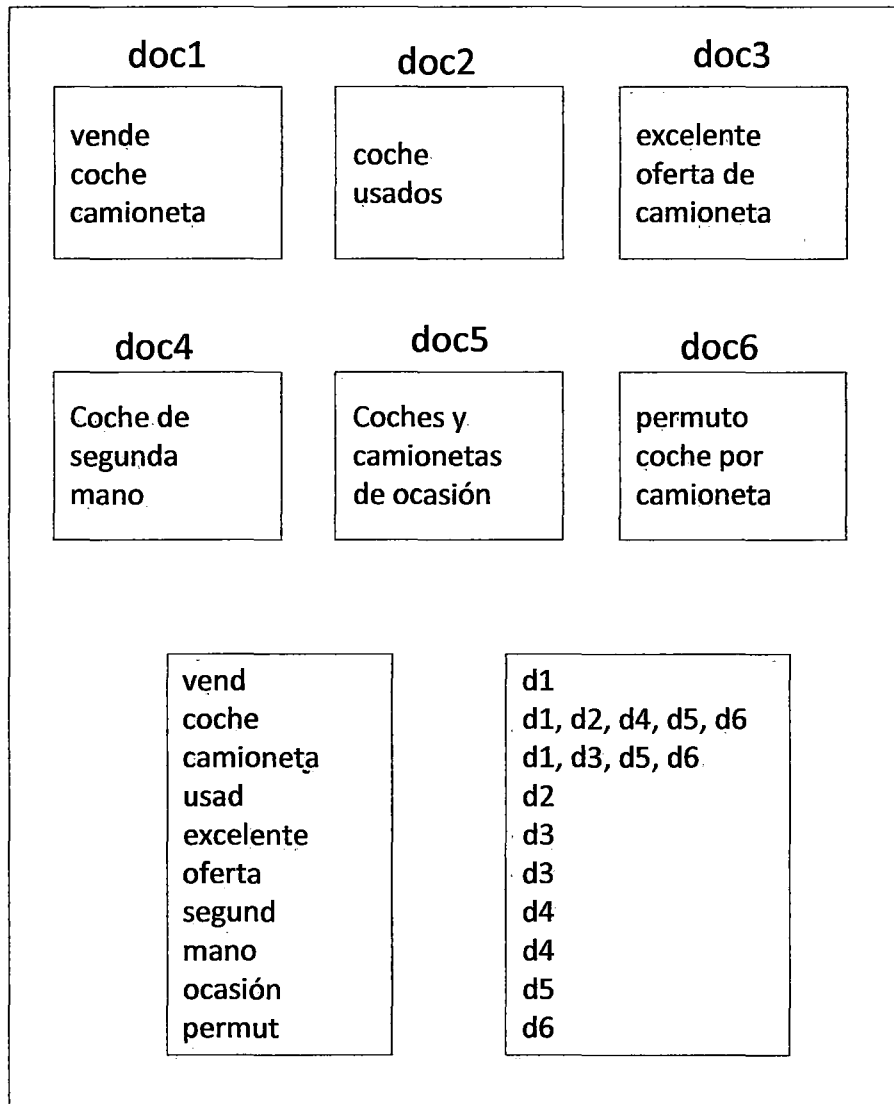 doc1
doc2
doc3
vende
coche
camioneta
coche
usados
excelente
oferta de
camioneta
doc4
doc5
doc6
Coche de
segunda
mano
Coches y
camionetas
de ocasión
permuto
coche por
camioneta
vend
coche
camioneta
usad
excelente
oferta
segund
mano
ocasión
permut
d1
d1, d2, d4, d5, d6
d1, d3, d5, d6
d2
d3
d3
d4
d4
d5
d6